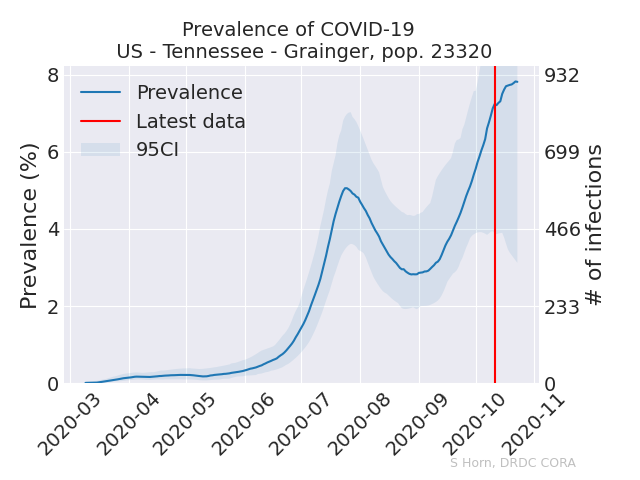 Prevalence of COVID-19
US - Tennessee - Grainger, pop. 23320
Prevalence
Latest data
95CI
Prevalence (%)
8
6
4
2
0
932
699
466
233
0
# of infections
2020-03
2020-04
2020-05
2020-06
2020-07
2020-08
2020-09
2020-10
2020-11
S Horn, DRDC CORA